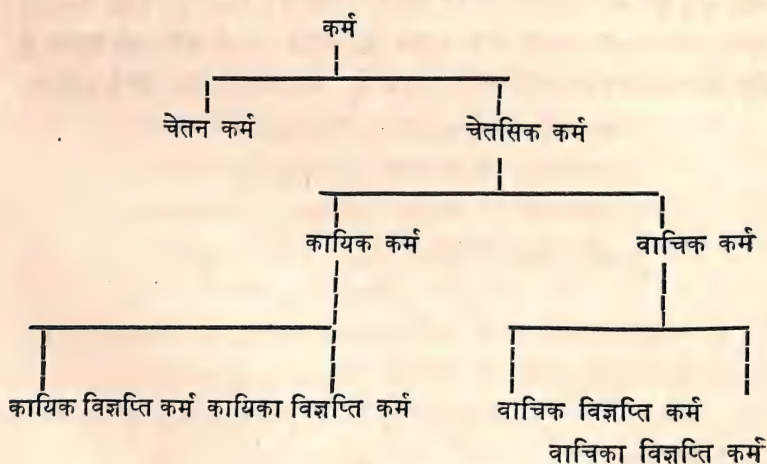 कर्म
चेतन कर्म चेतसिक कर्म
कायिक कर्म वाचिक कर्म
कायिक विज्ञप्ति कर्म कायिका विज्ञप्ति कर्म वाचिक विज्ञप्ति कर्म
वाचिका विज्ञप्ति कर्म